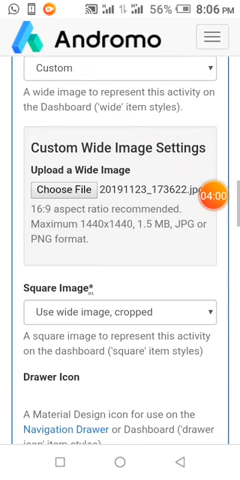 56% 8:06 PM
Andromo
Custom
A wide image to represent this activity on
the Dashboard ('wide' item styles).
Custom Wide Image Settings
Upload a Wide Image
Choose File 20191123_173622.jpg
04:00
16:9 aspect ratio recommended.
Maximum 1440x1440, 1.5 MB, JPG or
PNG format.
Square Image*
Use wide image, cropped
A square image to represent this activity
on the dashboard ('square' item styles)
Drawer Icon
A Material Design icon for use on the
Navigation Drawer or Dashboard ('drawer
icon' item styles)